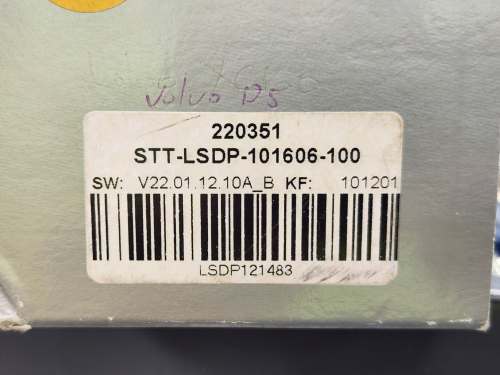 Volvo D5
220351
STT-LSDP-101606-100
SW: V22.01.12.10A_B KF: 101201
LSDP121483